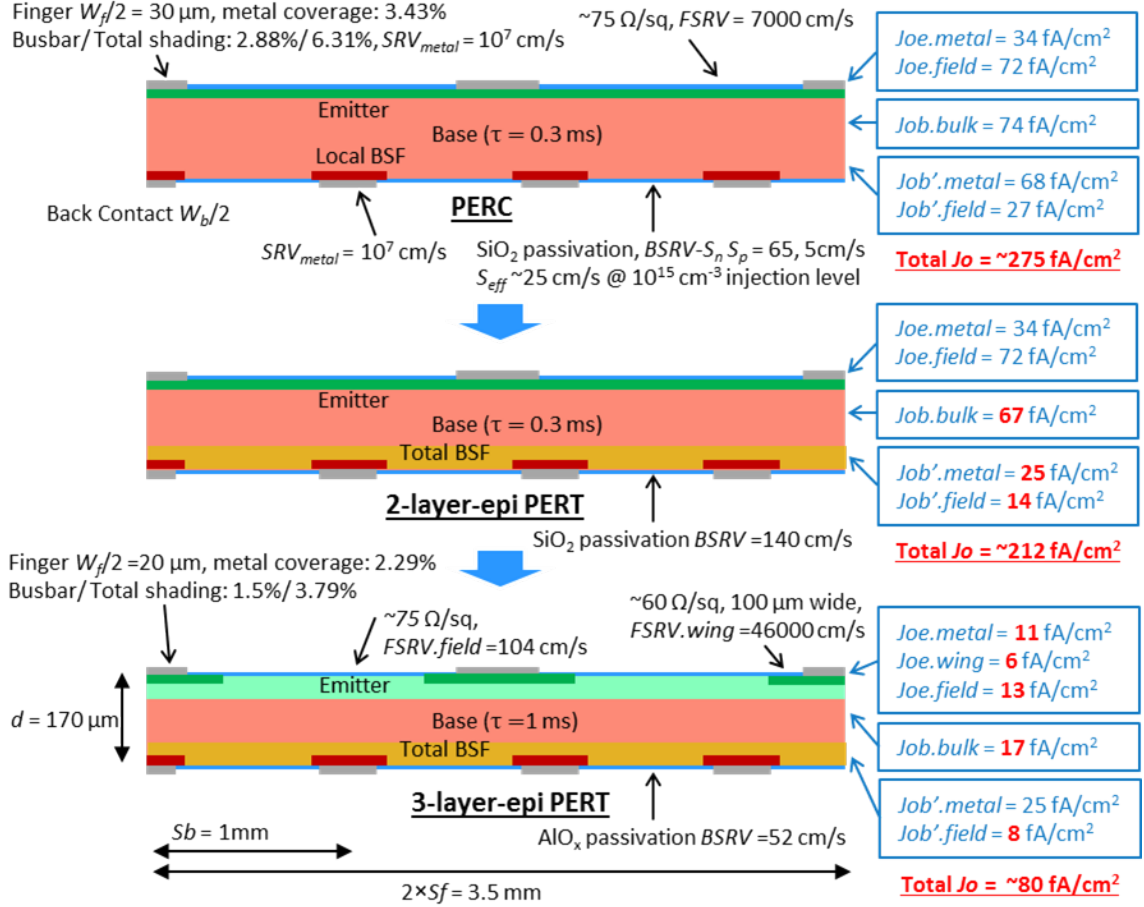 Finger Wf/2 = 30 µm, metal coverage: 3.43%
Busbar/ Total shading: 2.88%/ 6.31%, SRVmetal = 10⁷ cm/s
~75 Ω/sq, FSRV = 7000 cm/s
Joe.metal = 34 fA/cm²
Joe.field = 72 fA/cm²
Emitter
Base (τ = 0.3 ms)
Job.bulk = 74 fA/cm²
Local BSF
Job’.metal = 68 fA/cm²
Job’.field = 27 fA/cm²
Back Contact Wb/2
PERC
SRVmetal = 10⁷ cm/s
SiO₂ passivation, BSRV-Sn Sp = 65, 5cm/s
Seff ~25 cm/s @ 10¹⁵ cm⁻³ injection level
Total Jo = ~275 fA/cm²
Joe.metal = 34 fA/cm²
Joe.field = 72 fA/cm²
Emitter
Base (τ = 0.3 ms)
Job.bulk = 67 fA/cm²
Total BSF
Job’.metal = 25 fA/cm²
Job’.field = 14 fA/cm²
2-layer-epi PERT
SiO₂ passivation BSRV =140 cm/s
Total Jo = ~212 fA/cm²
Finger Wf/2 =20 µm, metal coverage: 2.29%
Busbar/ Total shading: 1.5%/ 3.79%
~75 Ω/sq,
FSRV.field =104 cm/s
~60 Ω/sq, 100 µm wide,
FSRV.wing =46000 cm/s
Joe.metal = 11 fA/cm²
Joe.wing = 6 fA/cm²
Joe.field = 13 fA/cm²
Emitter
d = 170 µm
Base (τ =1 ms)
Job.bulk = 17 fA/cm²
Total BSF
Job’.metal = 25 fA/cm²
Job’.field = 8 fA/cm²
3-layer-epi PERT
Sb = 1mm
AlOx passivation BSRV =52 cm/s
2×Sf = 3.5 mm
Total Jo = ~80 fA/cm²